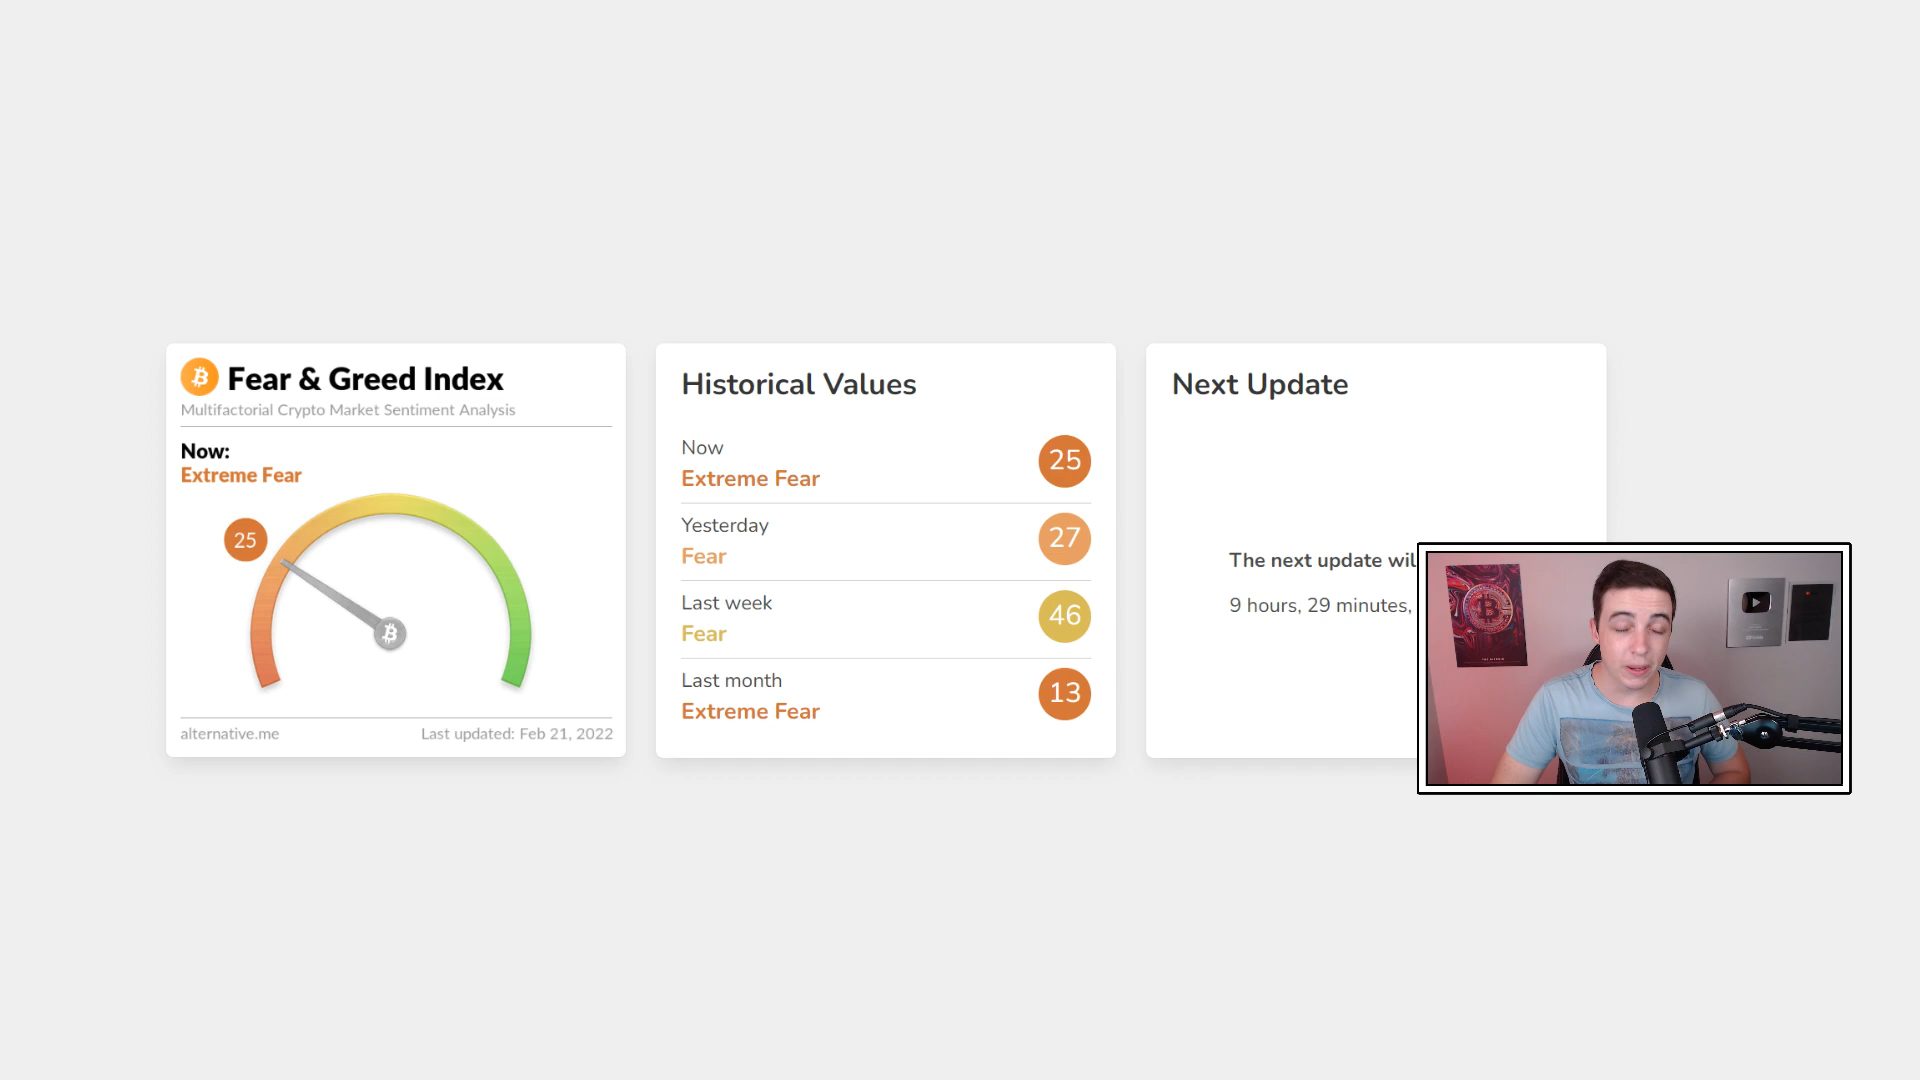 Fear & Greed Index
Multifactorial Crypto Market Sentiment Analysis
Now:
Extreme Fear
25
alternative.me
Last updated: Feb 21, 2022
Historical Values
Now
Extreme Fear
25
Yesterday
Fear
27
Last week
Fear
46
Last month
Extreme Fear
13
Next Update
The next update wil
9 hours, 29 minutes,